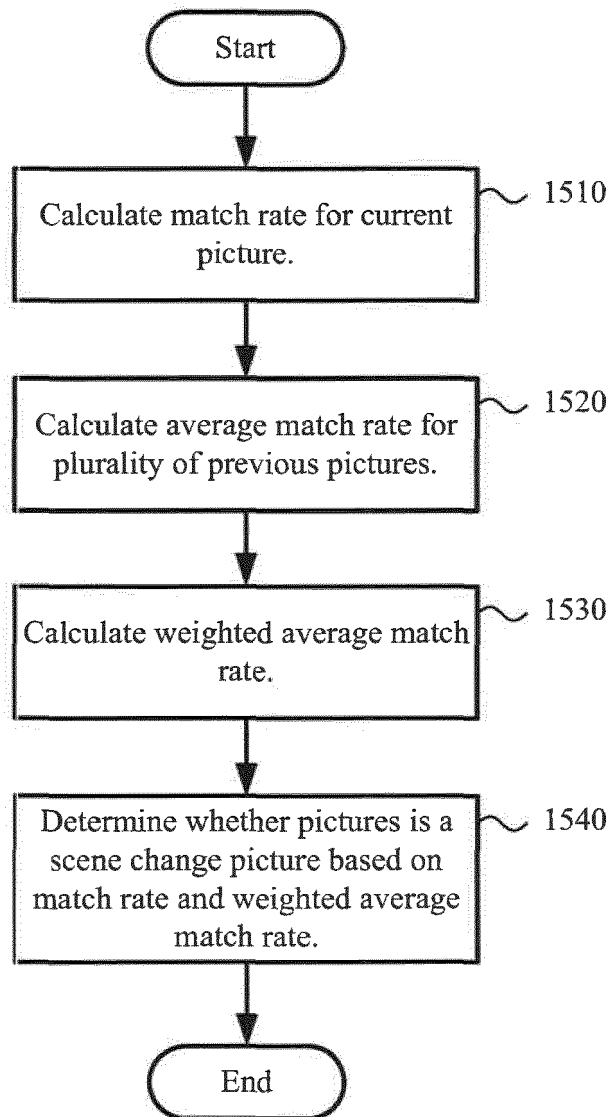 Start
1510
Calculate match rate for current
picture.
1520
Calculate average match rate for
plurality of previous pictures.
1530
Calculate weighted average match
rate.
1540
Determine whether pictures is a
scene change picture based on
match rate and weighted average
match rate.
End